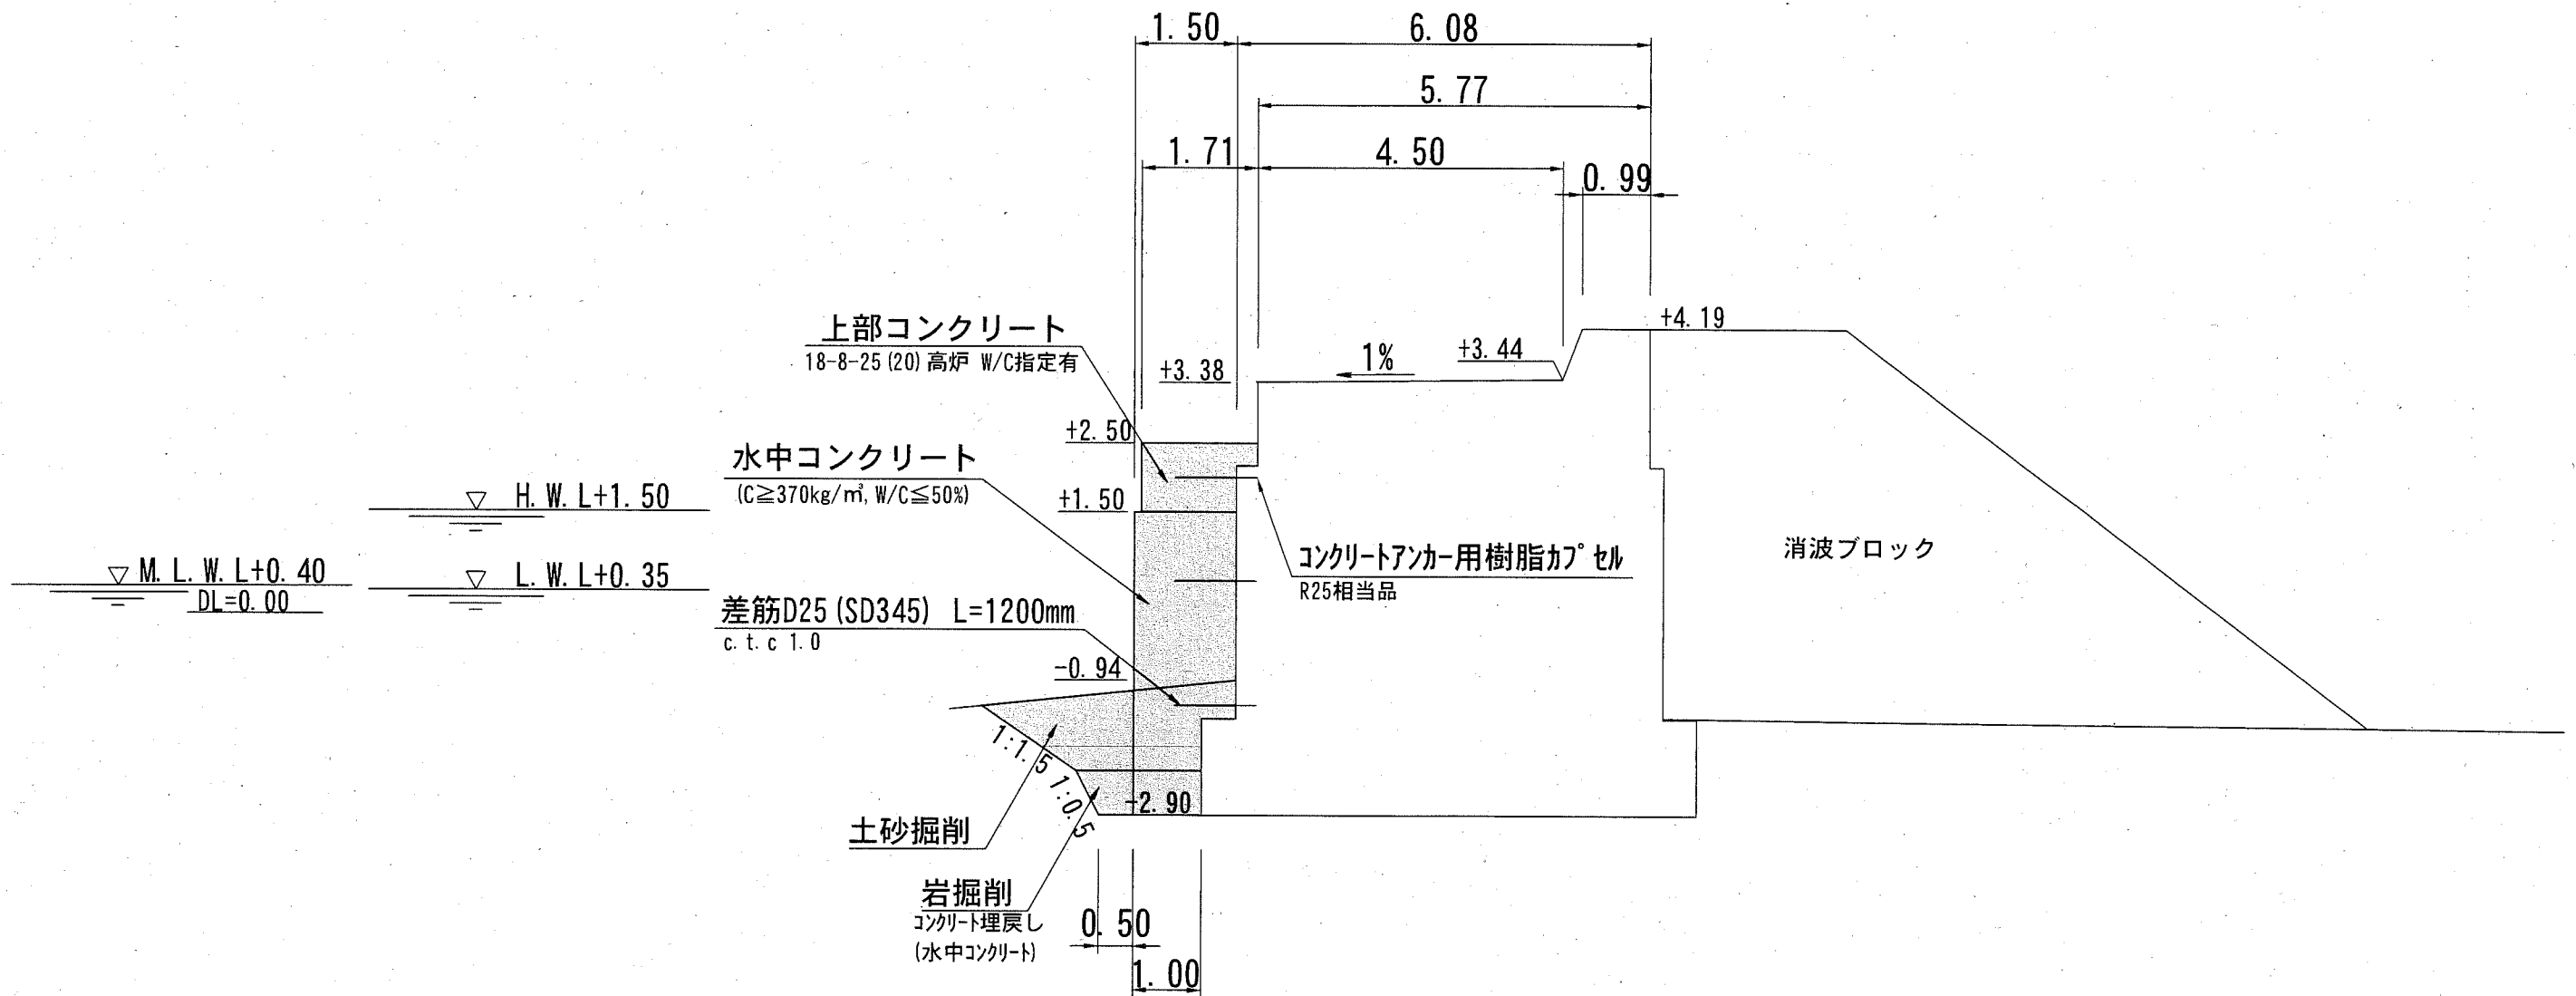 1.50
6.08
5.77
1.71
4.50
0.99
上部コンクリート
18-8-25(20)高炉 W/C指定有
+4.19
1%
+3.44
+3.38
+2.50
水中コンクリート
(C≧370kg/㎥, W/C≦50%)
H.W.L+1.50
+1.50
コンクリートアンカー用樹脂カプセル
R25相当品
消波ブロック
M.L.W.L+0.40
DL=0.00
L.W.L+0.35
差筋D25(SD345) L=1200mm
c.t.c 1.0
-0.94
1:1.5
1:0.5
-2.90
土砂掘削
岩掘削
コンクリート埋戻し
(水中コンクリート)
0.50
1.00